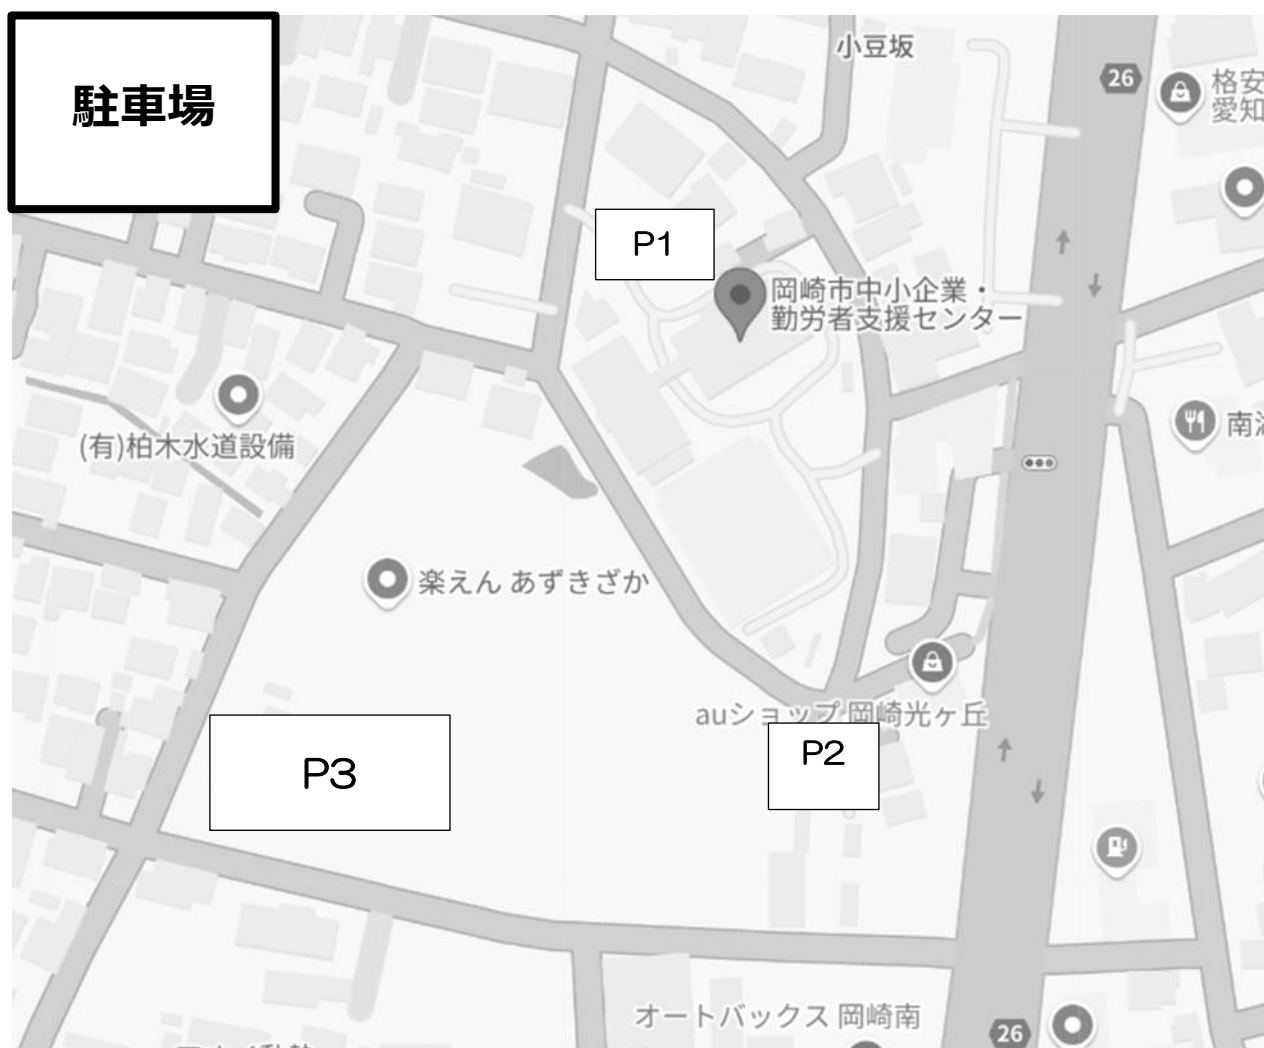 駐車場
小豆坂
26
格安
愛知
P1
岡崎市中小企業・
勤労者支援センター
(有)柏木水道設備
南
楽えん あずきざか
auショップ 岡崎光ヶ丘
P2
P3
オートバックス 岡崎南
26